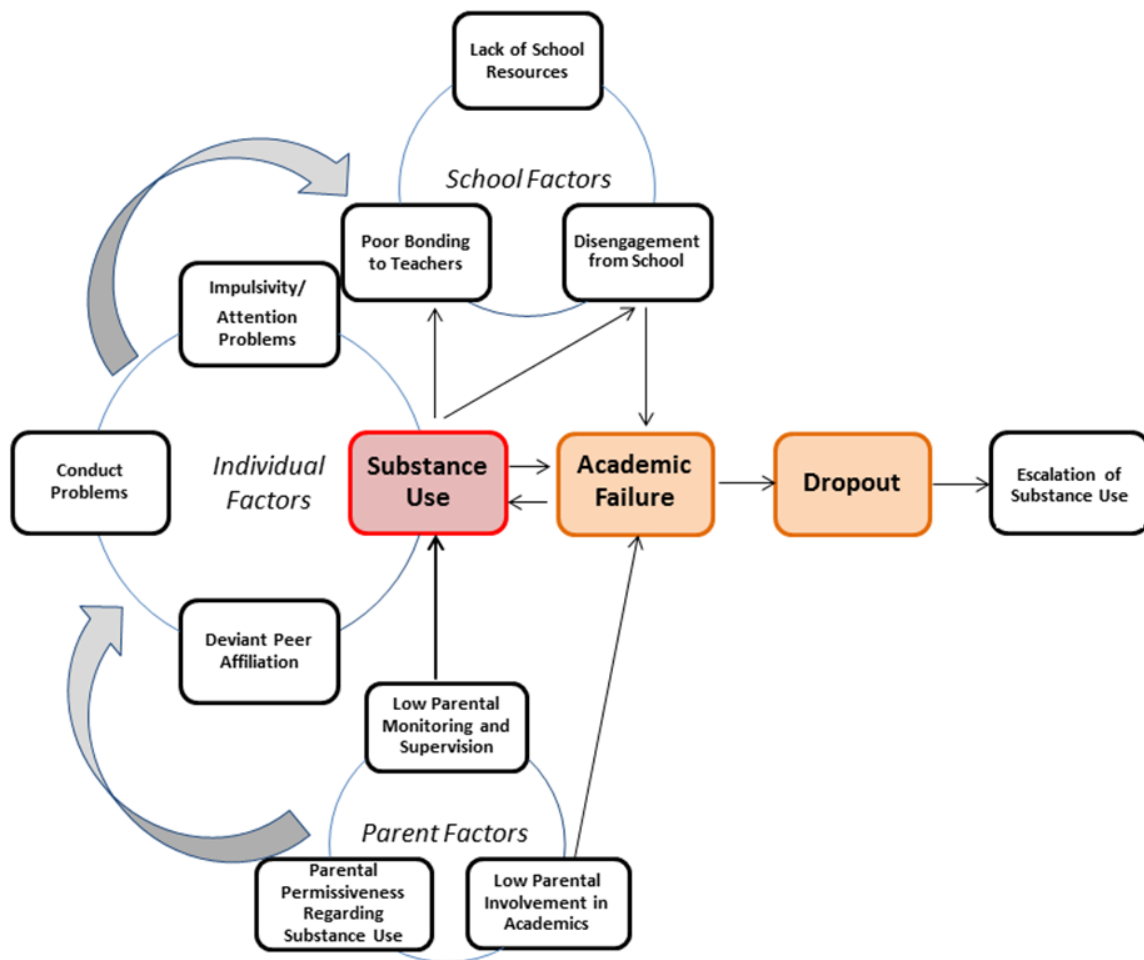 Lack of School
Resources
School Factors
Poor Bonding
to Teachers
Disengagement
from School
Impulsivity/
Attention
Problems
Conduct
Problems
Individual
Factors
Substance
Use
Academic
Failure
Dropout
Escalation of
Substance Use
Deviant Peer
Affiliation
Low Parental
Monitoring and
Supervision
Parent Factors
Parental
Permissiveness
Regarding
Substance Use
Low Parental
Involvement in
Academics